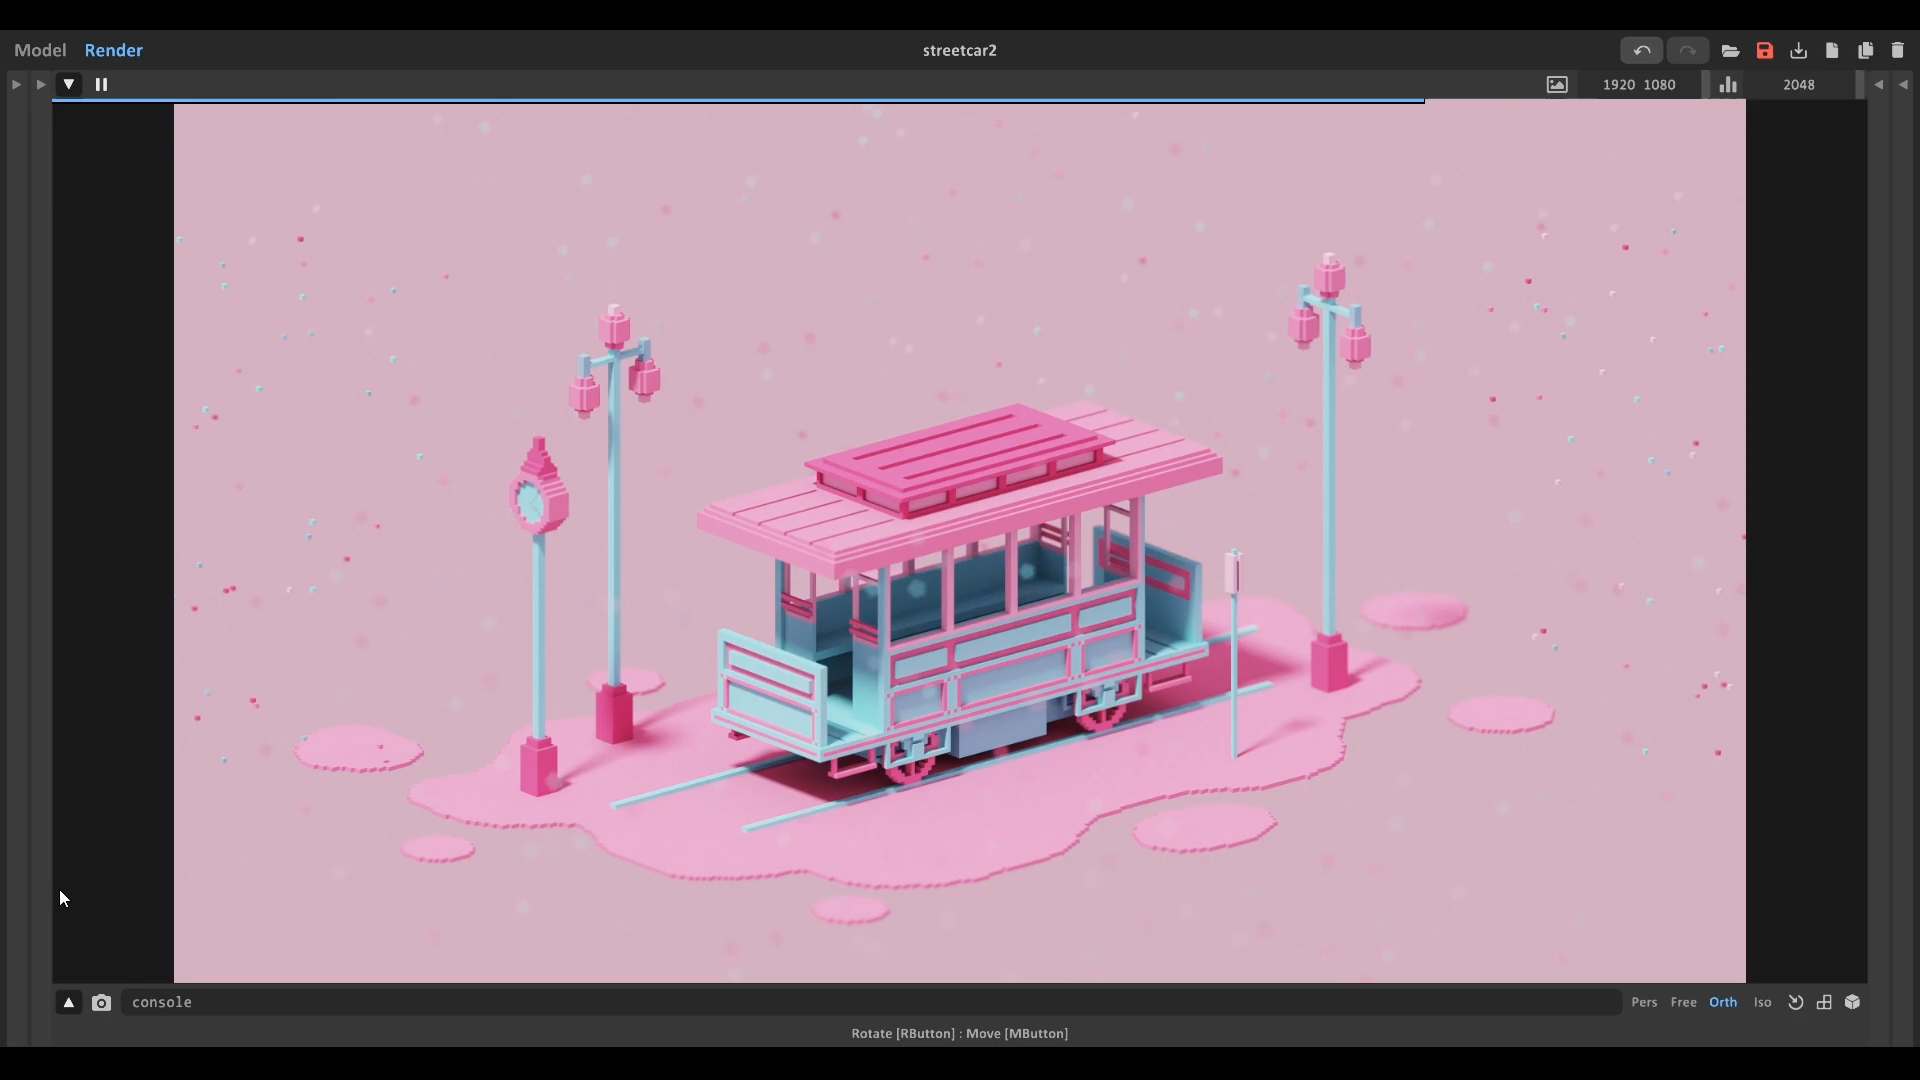 Model Render streetcar2
1920 1080 2048
console Pers Free Orth Iso
Rotate [RButton] : Move [MButton]